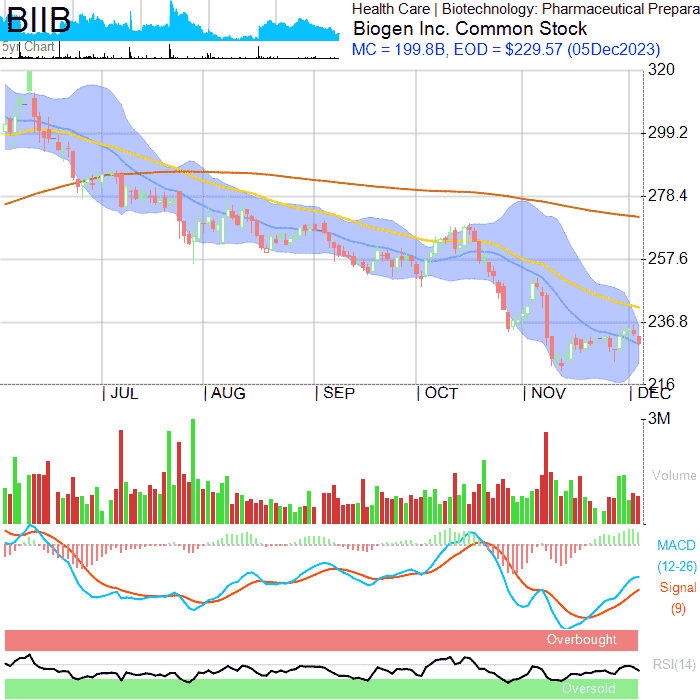 BIIB
5yr Chart
Health Care | Biotechnology: Pharmaceutical Prepara
Biogen Inc. Common Stock
MC = 199.8B, EOD = $229.57 (05Dec2023)
320
299.2
278.4
257.6
236.8
216
JUL AUG SEP OCT NOV DEC
3M
Volume
MACD
(12-26)
Signal
(9)
Overbought
RSI(14)
Oversold